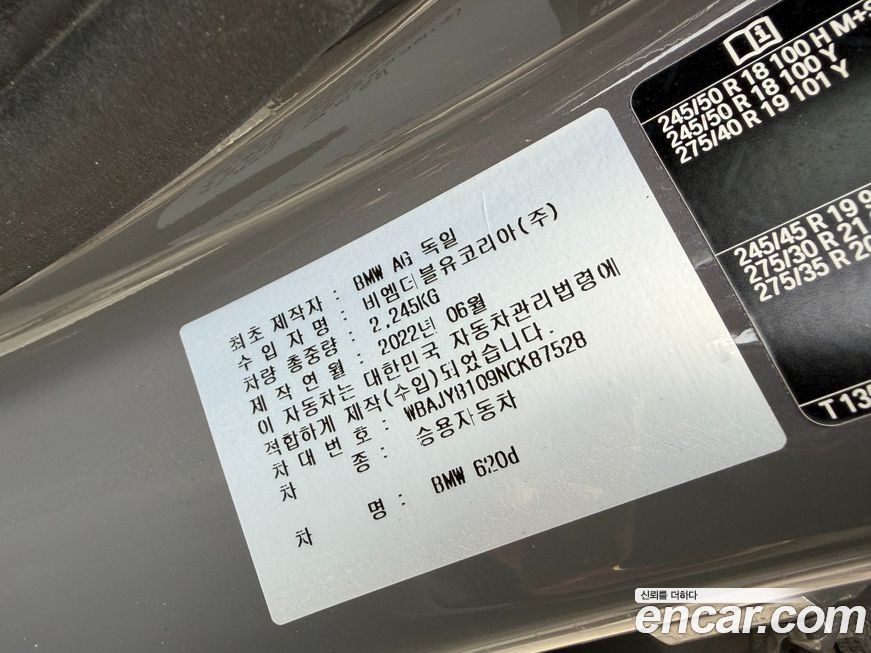 최초 제작자 : BMW AG 독일
수 입 자 명 : 비엠더블유코리아(주)
차량 총중량 : 2,245KG
제 작 연 월 : 2022년 06월
이 자동차는 대한민국 자동차관리법령에
적합하게 제작(수입)되었습니다.
차 대 번 호 : WBAJY8109NCK87528
차 종 : 승용자동차
차 명 : BMW 620d
245/50 R 18 100 H M+S
245/50 R 18 100 Y
275/40 R 19 101 Y
245/45 R 19
275/30 R 21
275/35 R 20
T 135
신뢰를 더하다
encar.com